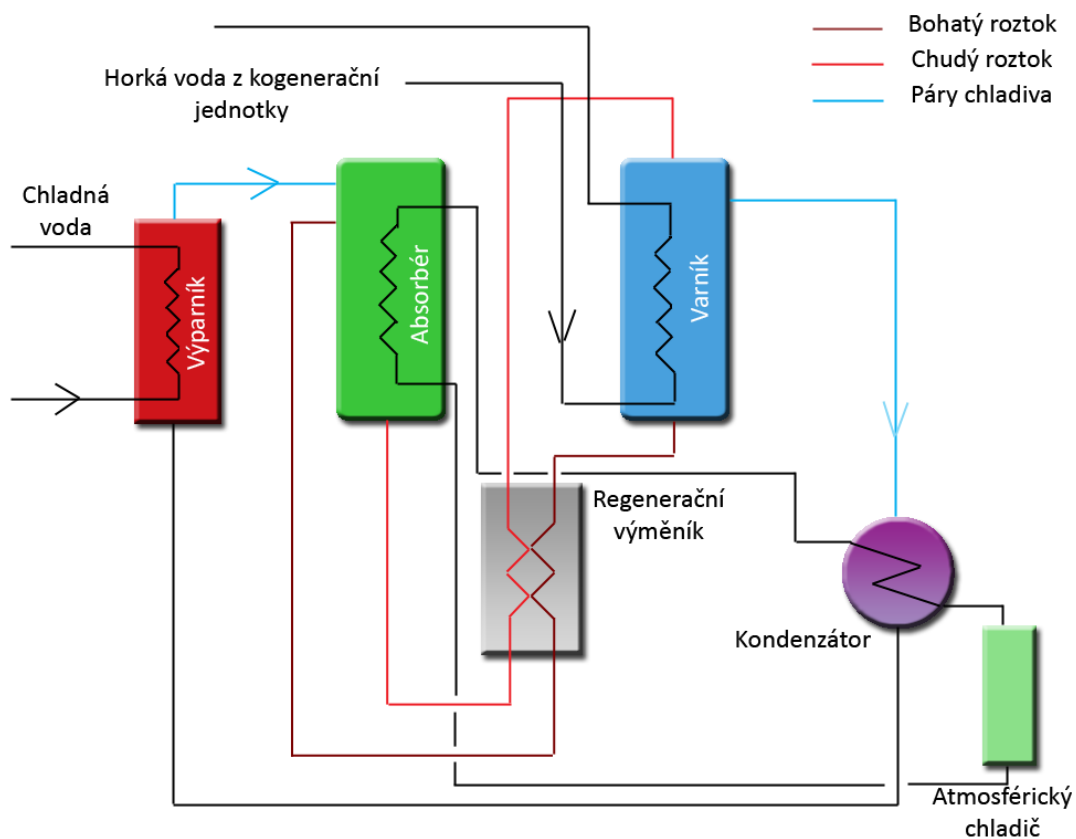 Bohatý roztok
Chudý roztok
Páry chladiva
Horká voda z kogenerační
jednotky
Chladná
voda
Výparník
Absorbér
Varník
Regenerační
výměník
Kondenzátor
Atmosférický
chladič